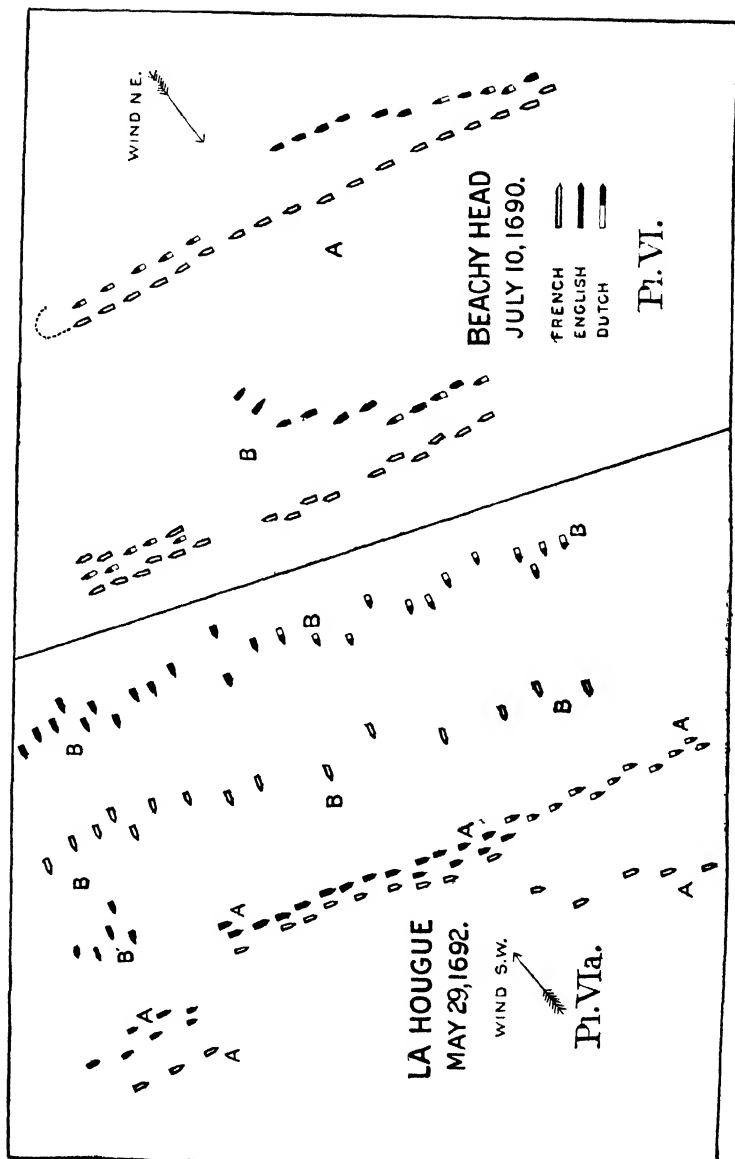 WIND N E.
A
BEACHY HEAD
JULY 10, 1690.
FRENCH
ENGLISH
DUTCH
Pl. VI.
B
B
B
B
B
B
B
B'
A
A
A'
A
A
A
LA HOUGUE
MAY 29, 1692.
WIND S.W.
Pl. VIa.